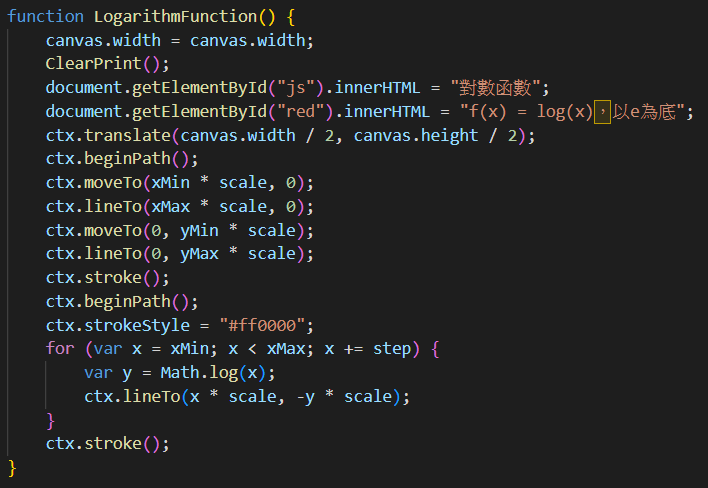 function LogarithmFunction() {
    canvas.width = canvas.width;
    ClearPrint();
    document.getElementById("js").innerHTML = "對數函數";
    document.getElementById("red").innerHTML = "f(x) = log(x),以e為底";
    ctx.translate(canvas.width / 2, canvas.height / 2);
    ctx.beginPath();
    ctx.moveTo(xMin * scale, 0);
    ctx.lineTo(xMax * scale, 0);
    ctx.moveTo(0, yMin * scale);
    ctx.lineTo(0, yMax * scale);
    ctx.stroke();
    ctx.beginPath();
    ctx.strokeStyle = "#ff0000";
    for (var x = xMin; x < xMax; x += step) {
        var y = Math.log(x);
        ctx.lineTo(x * scale, -y * scale);
    }
    ctx.stroke();
}